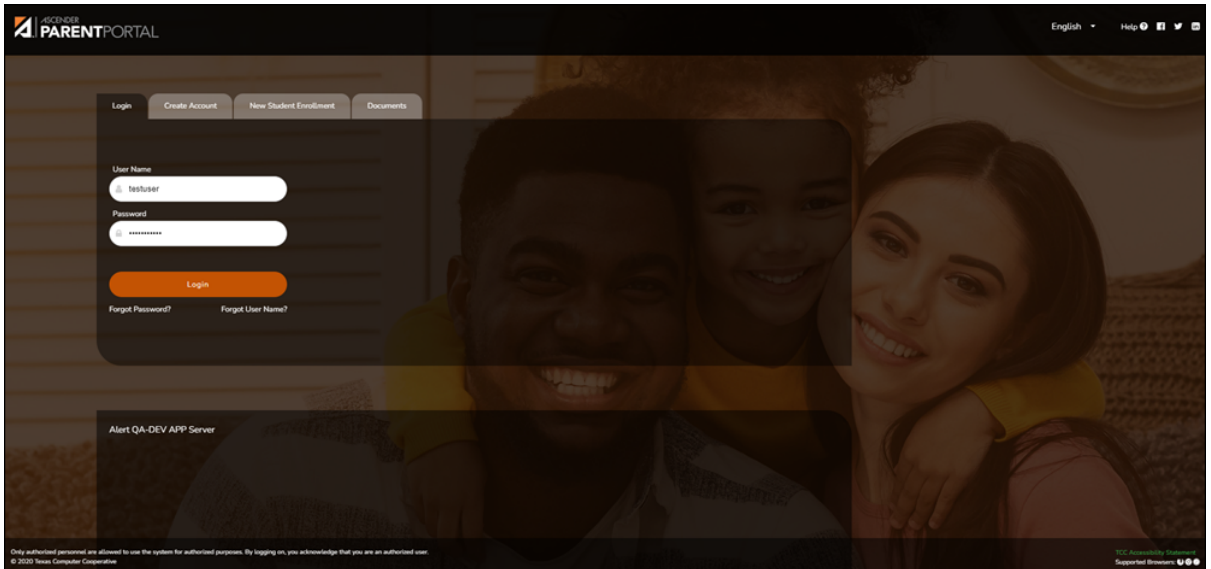 ASCENDER
PARENTPORTAL
English
Help
Login
Create Account
New Student Enrollment
Documents
User Name
testuser
Password
•••••••••••
Login
Forgot Password?
Forgot User Name?
Alert QA-DEV APP Server
Only authorized personnel are allowed to use the system for authorized purposes. By logging on, you acknowledge that you are an authorized user.
© 2020 Texas Computer Cooperative
TCC Accessibility Statement
Supported Browsers: